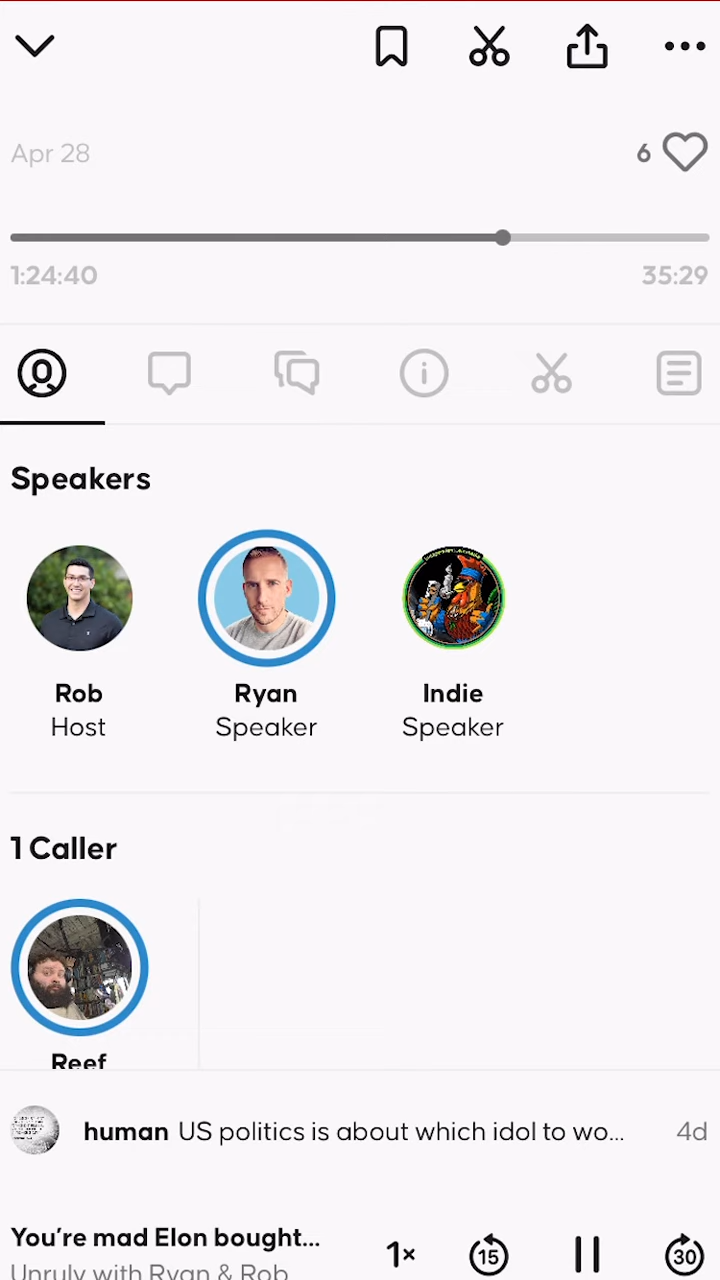 Apr 28
6
1:24:40
35:29
Speakers
Rob
Host
Ryan
Speaker
Indie
Speaker
1 Caller
Reef
human US politics is about which idol to wo... 4d
You're mad Elon bought...
Unruly with Ryan & Rob
1×
15
30